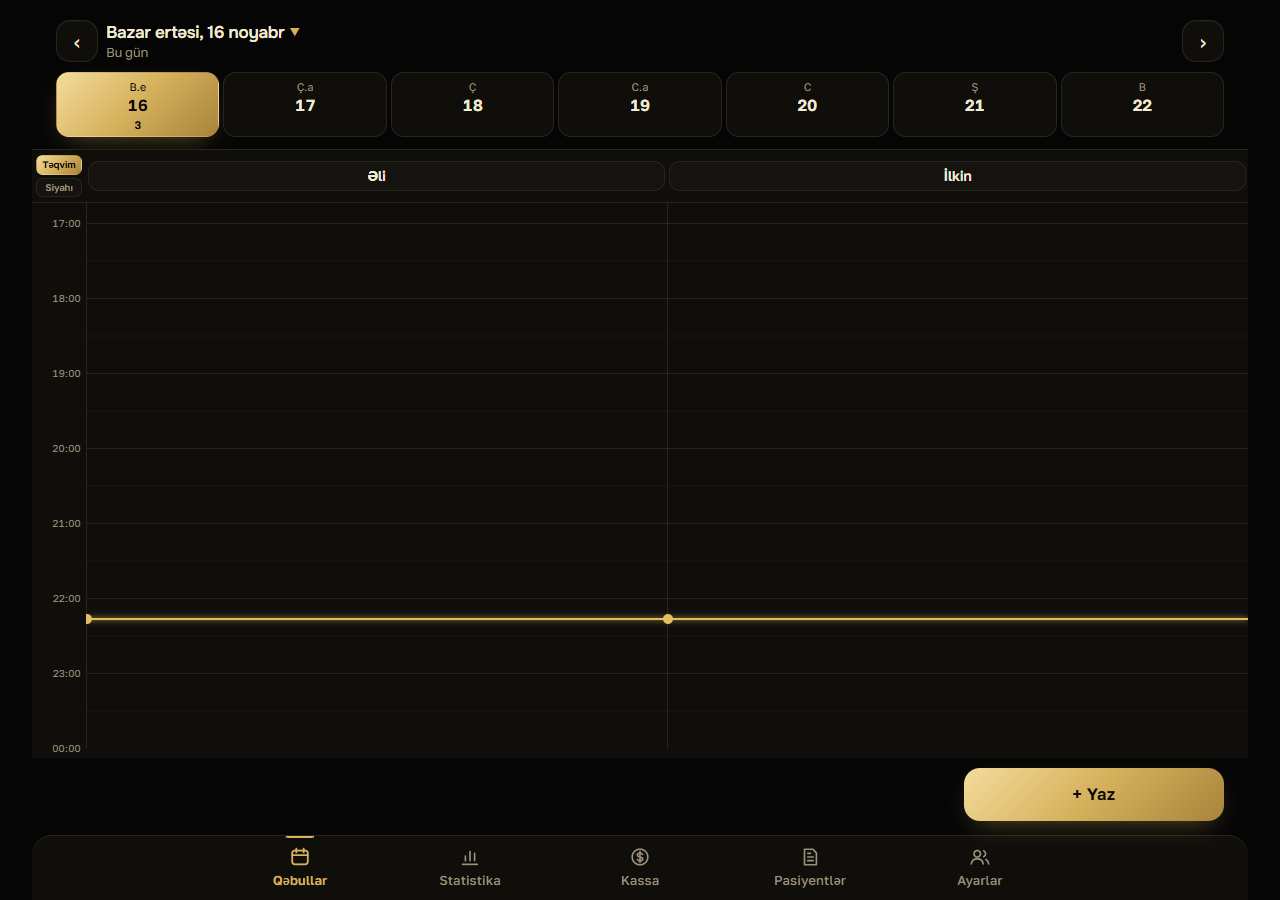 ‹
Bazar ertəsi, 16 noyabr ▼
Bu gün
›
B.e
16
3
Ç.a
17
Ç
18
C.a
19
C
20
Ş
21
B
22
Təqvim
Siyahı
Əli
İlkin
17:00
18:00
19:00
20:00
21:00
22:00
23:00
00:00
+ Yaz
Qəbullar
Statistika
Kassa
Pasiyentlər
Ayarlar